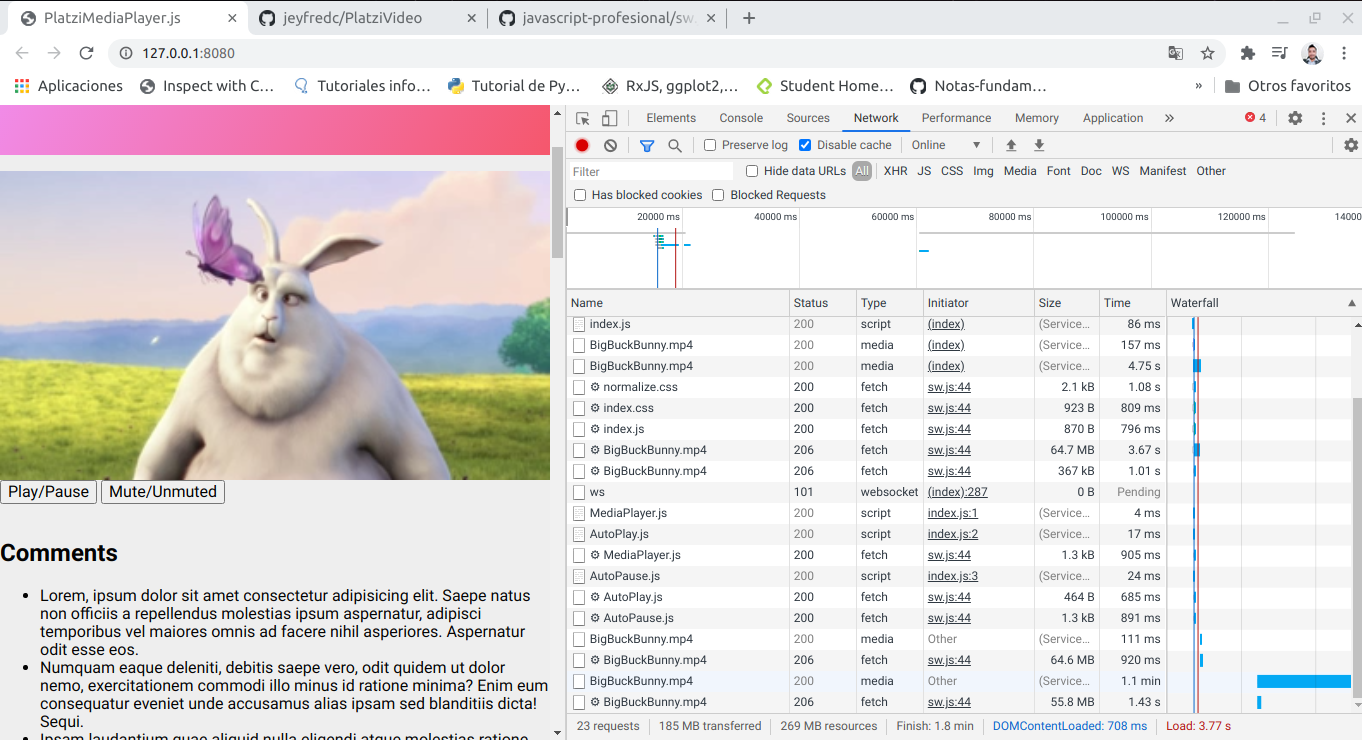 PlatziMediaPlayer.js
jeyfredc/PlatziVideo
javascript-profesional/sw.
127.0.0.1:8080
Aplicaciones
Inspect with C...
Tutoriales info...
Tutorial de Py...
RxJS, ggplot2,...
Student Home...
Notas-fundam...
»
Otros favoritos
Play/Pause
Mute/Unmuted
Comments
Lorem, ipsum dolor sit amet consectetur adipisicing elit. Saepe natus
non officiis a repellendus molestias ipsum aspernatur, adipisci
temporibus vel maiores omnis ad facere nihil asperiores. Aspernatur
odit esse eos.
Numquam eaque deleniti, debitis saepe vero, odit quidem ut dolor
nemo, exercitationem commodi illo minus id ratione minima? Enim eum
consequatur eveniet unde accusamus alias ipsam sed blanditiis dicta!
Sequi.
Ipsam laudantium quae aliquid nulla eligendi atque molestias ratione
Elements Console Sources Network Performance Memory Application » 4
Preserve log Disable cache Online
Filter Hide data URLs All XHR JS CSS Img Media Font Doc WS Manifest Other
Has blocked cookies Blocked Requests
20000 ms 40000 ms 60000 ms 80000 ms 100000 ms 120000 ms 14000
Name Status Type Initiator Size Time Waterfall
index.js 200 script (index) (Service... 86 ms
BigBuckBunny.mp4 200 media (index) (Service... 157 ms
BigBuckBunny.mp4 200 media (index) (Service... 4.75 s
normalize.css 200 fetch sw.js:44 2.1 kB 1.08 s
index.css 200 fetch sw.js:44 923 B 809 ms
index.js 200 fetch sw.js:44 870 B 796 ms
BigBuckBunny.mp4 206 fetch sw.js:44 64.7 MB 3.67 s
BigBuckBunny.mp4 206 fetch sw.js:44 367 kB 1.01 s
ws 101 websocket (index):287 0 B Pending
MediaPlayer.js 200 script index.js:1 (Service... 4 ms
AutoPlay.js 200 script index.js:2 (Service... 17 ms
MediaPlayer.js 200 fetch sw.js:44 1.3 kB 905 ms
AutoPause.js 200 script index.js:3 (Service... 24 ms
AutoPlay.js 200 fetch sw.js:44 464 B 685 ms
AutoPause.js 200 fetch sw.js:44 1.3 kB 891 ms
BigBuckBunny.mp4 200 media Other (Service... 111 ms
BigBuckBunny.mp4 206 fetch sw.js:44 64.6 MB 920 ms
BigBuckBunny.mp4 200 media Other (Service... 1.1 min
BigBuckBunny.mp4 206 fetch sw.js:44 55.8 MB 1.43 s
23 requests 185 MB transferred 269 MB resources Finish: 1.8 min DOMContentLoaded: 708 ms Load: 3.77 s